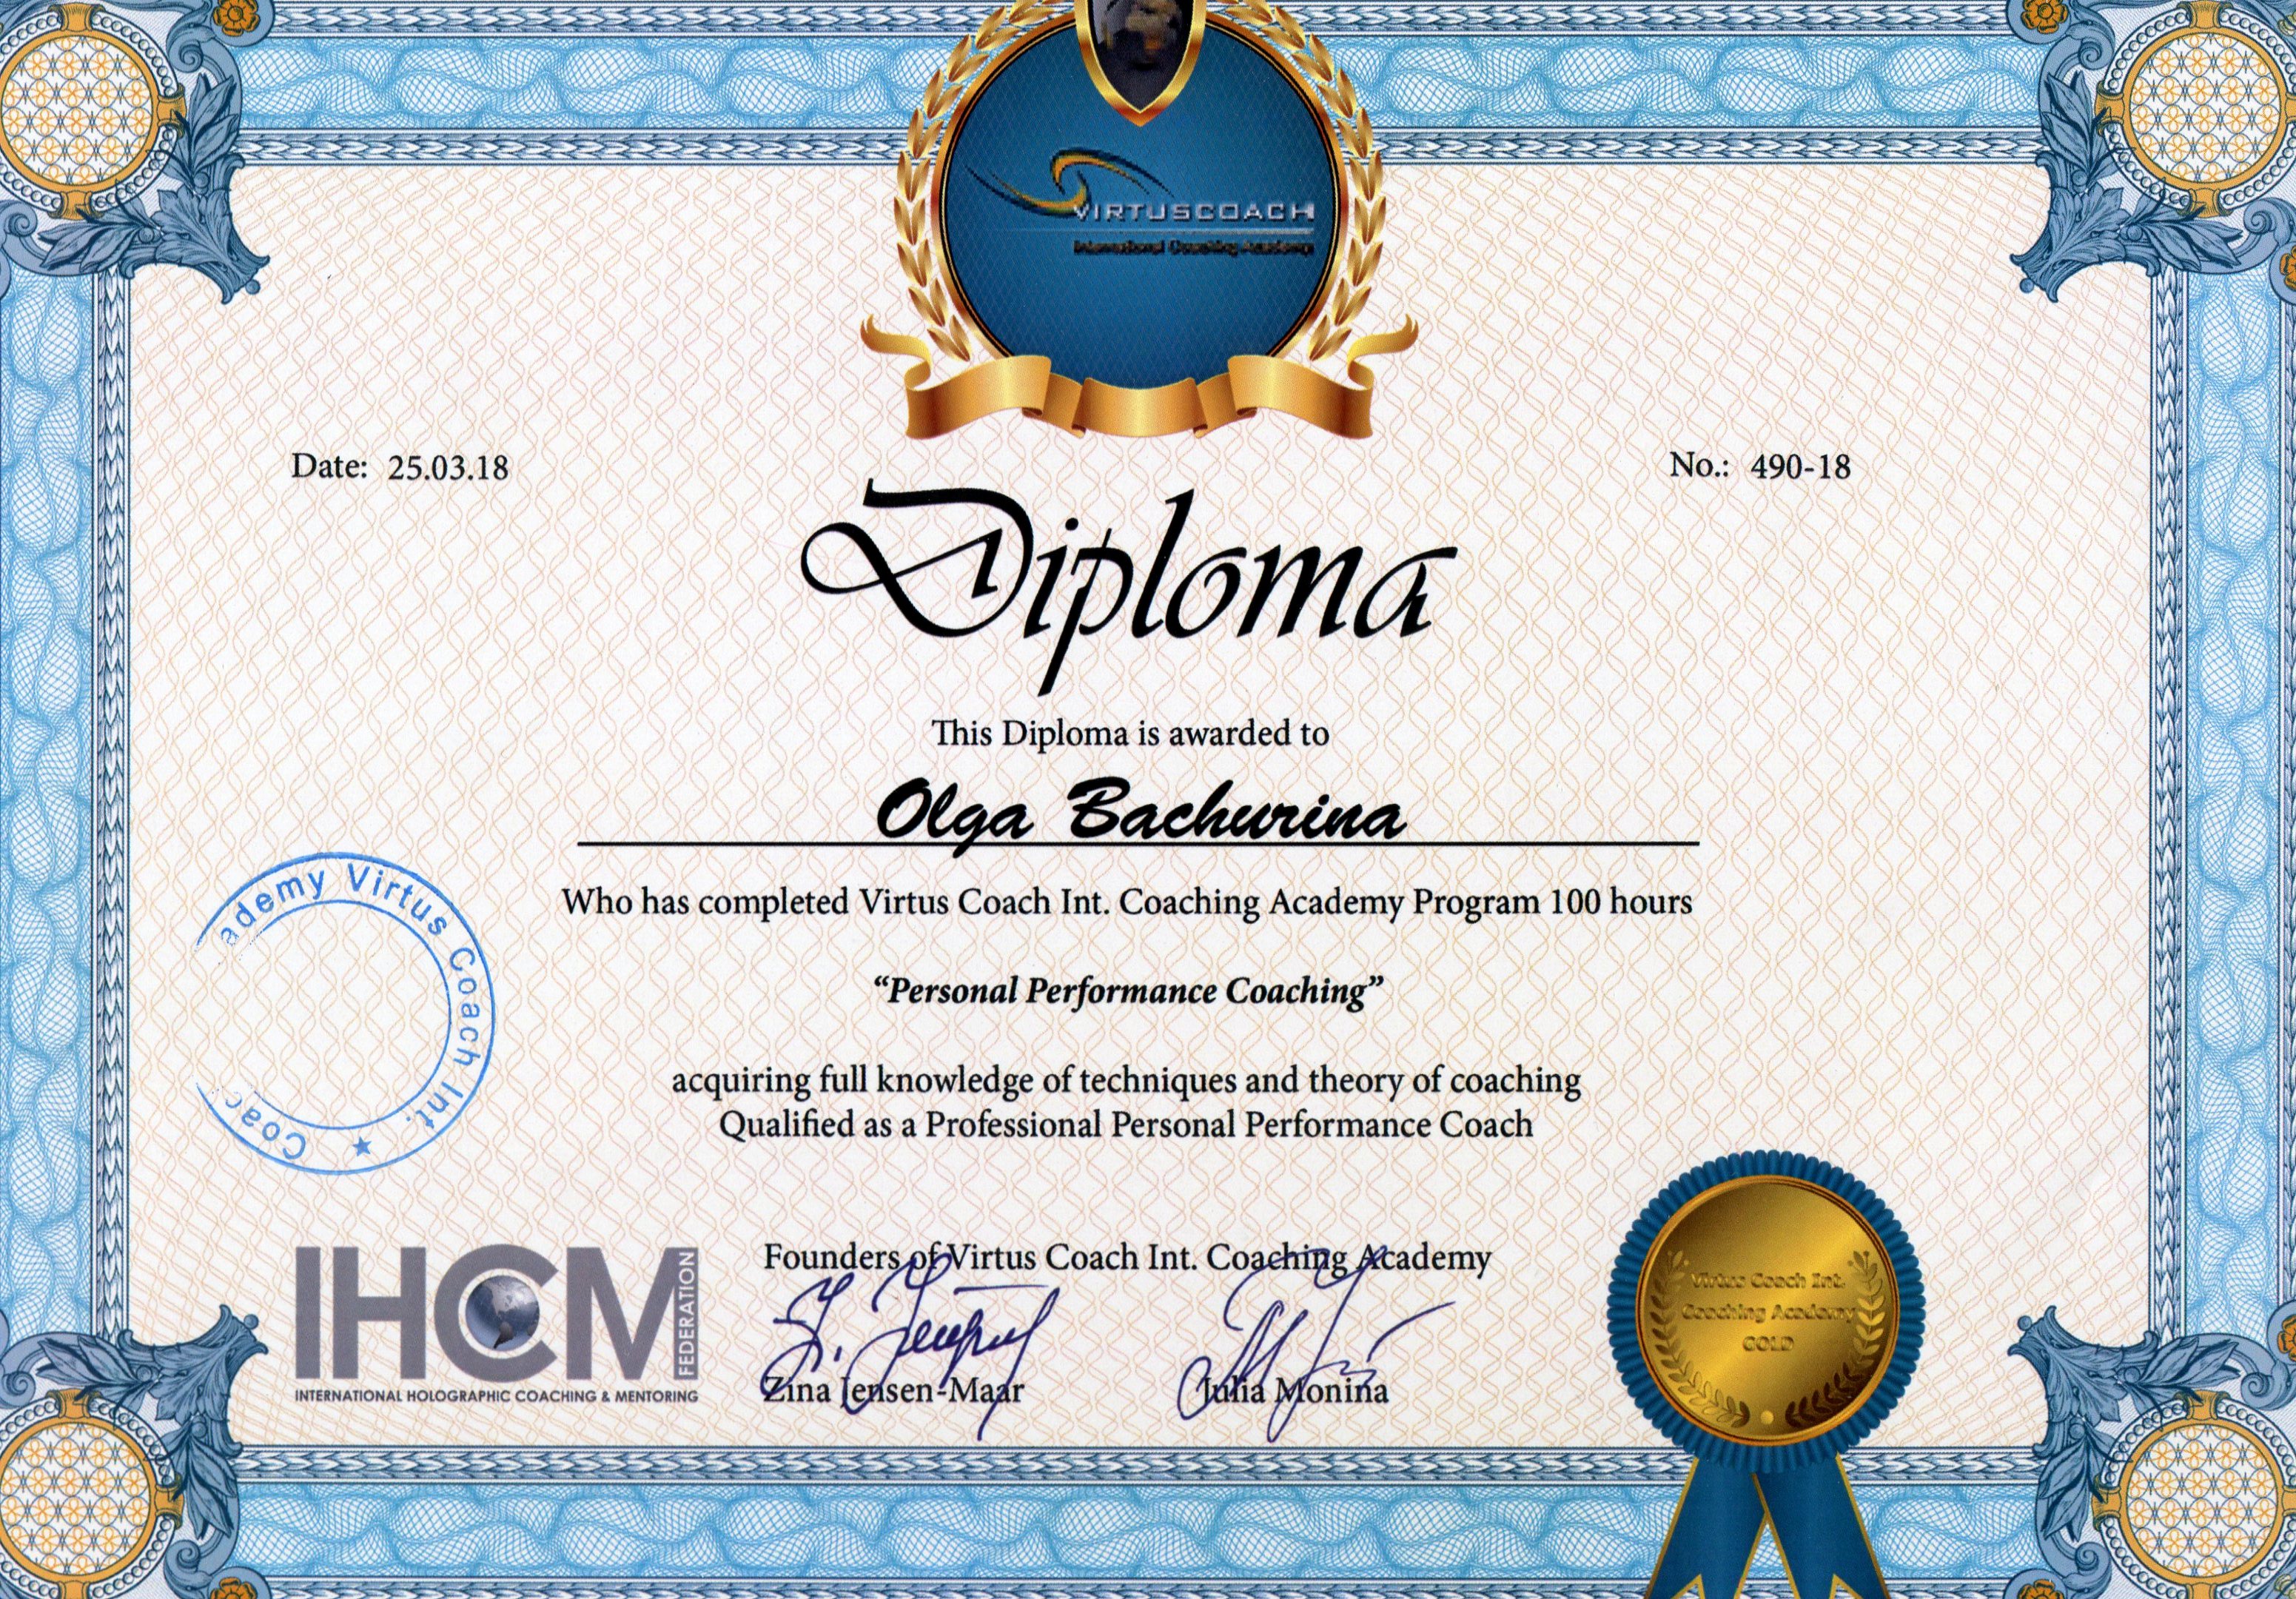 VIRTUSCOACH
International Coaching Academy
Date: 25.03.18
No.: 490-18
Diploma
This Diploma is awarded to
Olga Bachurina
Who has completed Virtus Coach Int. Coaching Academy Program 100 hours
“Personal Performance Coaching”
acquiring full knowledge of techniques and theory of coaching
Qualified as a Professional Personal Performance Coach
ademy Virtus Coach Int. ★ Coac
Founders of Virtus Coach Int. Coaching Academy
IHCM
FEDERATION
INTERNATIONAL HOLOGRAPHIC COACHING & MENTORING
Zina Jensen-Maar
Julia Monina
Virtus Coach Int.
Coaching Academy
GOLD